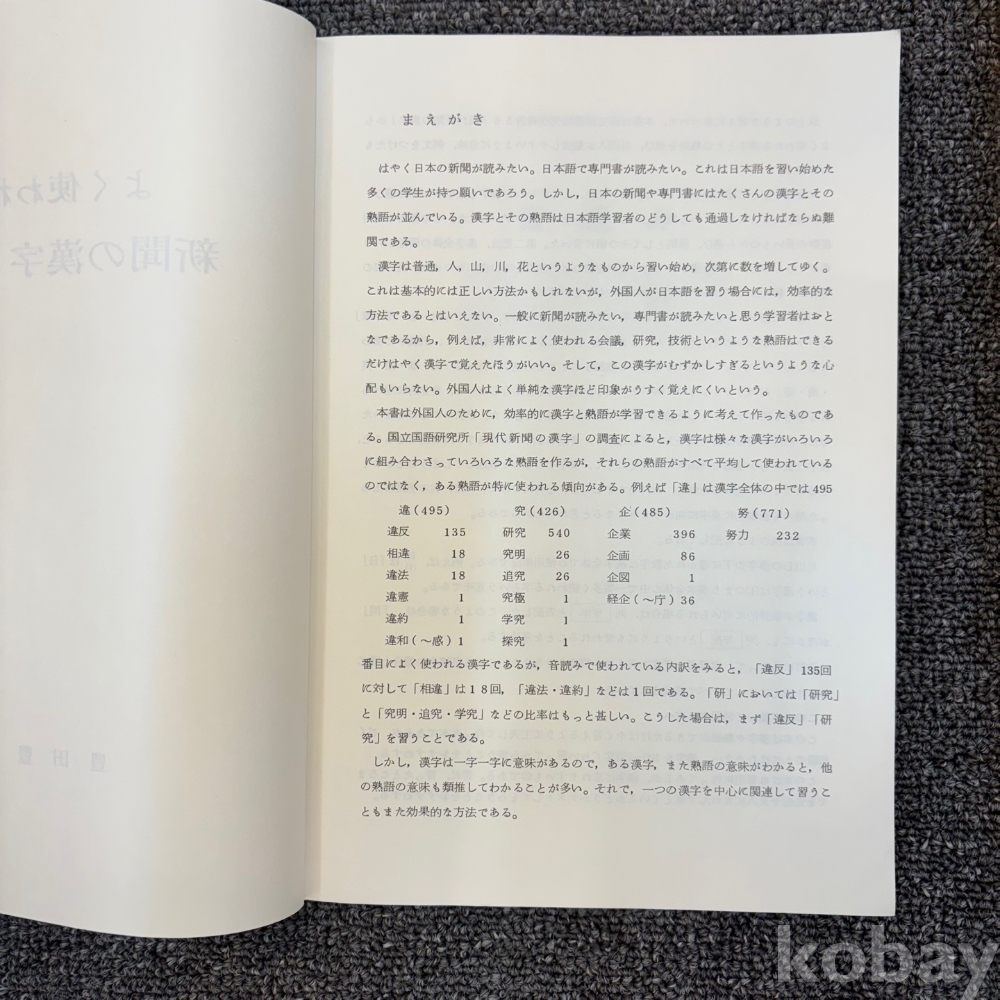 まえがき
はやく日本の新聞が読みたい。日本語で専門書が読みたい。これは日本語を習い始めた
多くの学生が持つ願いであろう。しかし，日本の新聞や専門書にはたくさんの漢字とその
熟語が並んでいる。漢字とその熟語は日本語学習者のどうしても通過しなければならぬ難
関である。
漢字は普通，人，山，川，花というようなものから習い始め，次第に数を増してゆく。
これは基本的には正しい方法かもしれないが，外国人が日本語を習う場合には，効率的な
方法であるとはいえない。一般に新聞が読みたい，専門書が読みたいと思う学習者はおと
なであるから，例えば，非常によく使われる会議，研究，技術というような熟語はできる
だけはやく漢字で覚えたほうがいい。そして，この漢字がむずかしすぎるというような心
配もいらない。外国人はよく単純な漢字ほど印象がうすく覚えにくいという。
本書は外国人のために，効率的に漢字と熟語が学習できるように考えて作ったものであ
る。国立国語研究所「現代新聞の漢字」の調査によると，漢字は様々な漢字がいろいろ
に組み合わさっていろいろな熟語を作るが，それらの熟語がすべて平均して使われている
のではなく，ある熟語が特に使われる傾向がある。例えば「違」は漢字全体の中では495
違(495) 究(426) 企(485) 努(771)
違反 135 研究 540 企業 396 努力 232
相違 18 究明 26 企画 86
違法 18 追究 26 企図 1
違憲 1 究極 1 経企(〜庁)36
違約 1 学究 1
違和(〜感)1 探究 1
番目によく使われる漢字であるが，音読みで使われている内訳をみると，「違反」135回
に対して「相違」は18回，「違法・違約」などは1回である。「研」においては「研究」
と「究明・追究・学究」などの比率はもっと甚しい。こうした場合は，まず「違反」「研
究」を習うことである。
しかし，漢字は一字一字に意味があるので，ある漢字，また熟語の意味がわかると，他
の熟語の意味も類推してわかることが多い。それで，一つの漢字を中心に関連して習うこ
ともまた効果的な方法である。
kobay